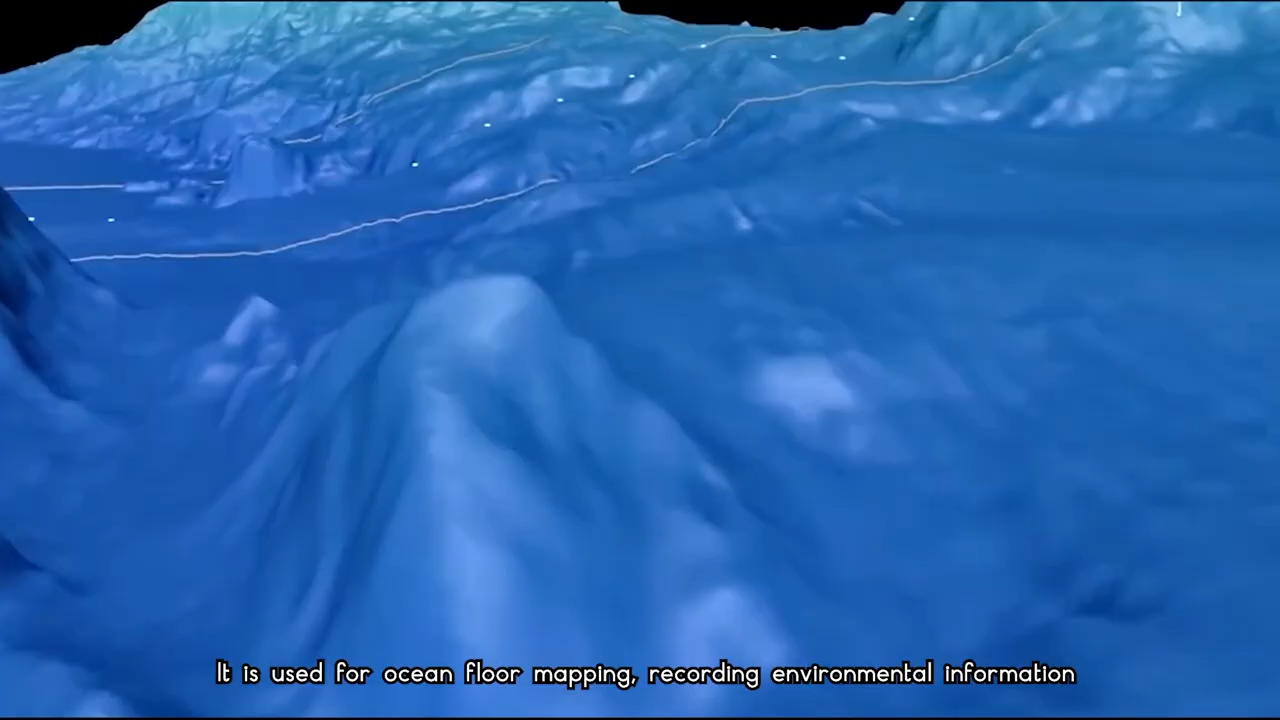 It is used for ocean floor mapping, recording environmental information